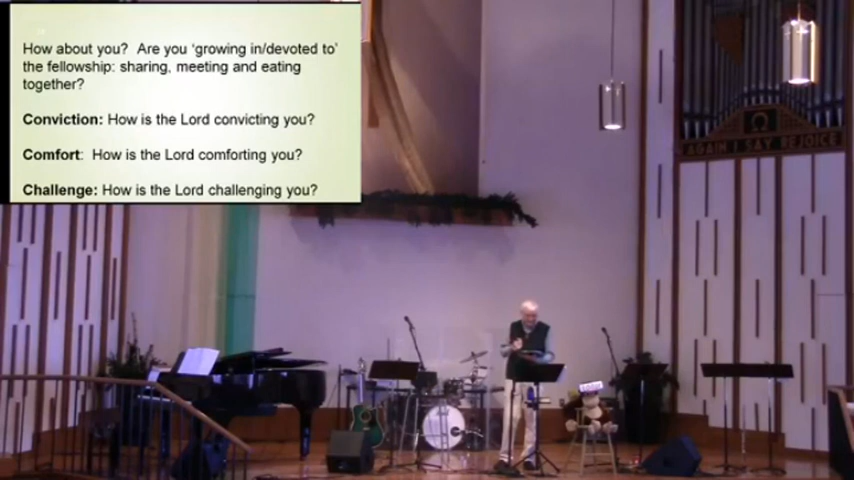 How about you? Are you ‘growing in/devoted to’
the fellowship: sharing, meeting and eating
together?
Conviction: How is the Lord convicting you?
Comfort: How is the Lord comforting you?
Challenge: How is the Lord challenging you?
Ω
AGAIN I SAY REJOICE